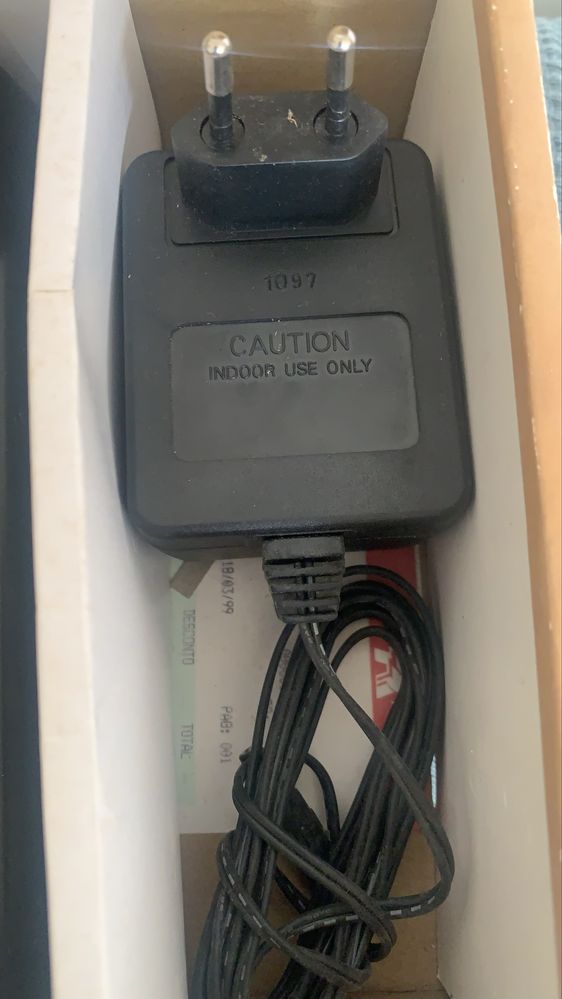 1097
CAUTION
INDOOR USE ONLY
18/03/99
PAG: 001
DESCONTO TOTAL